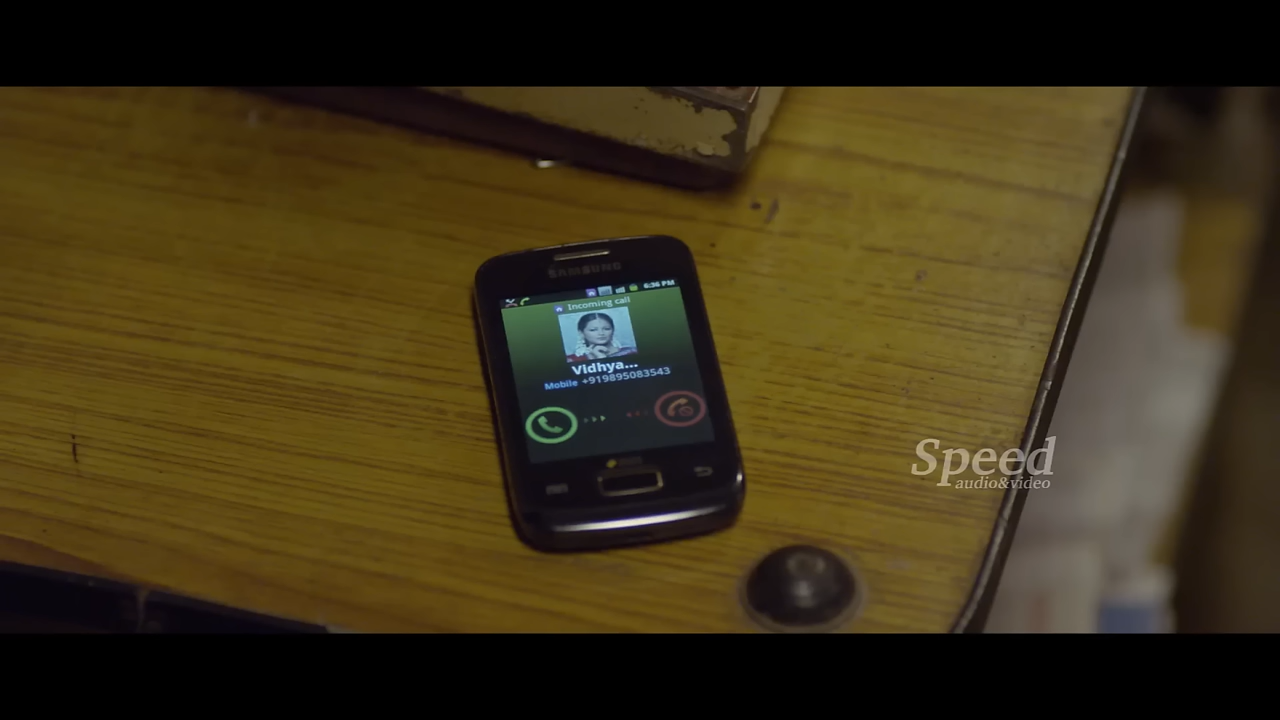 SAMSUNG
6:36 PM
Incoming call
Vidhya...
Mobile +919895083543
Speed
audio&video